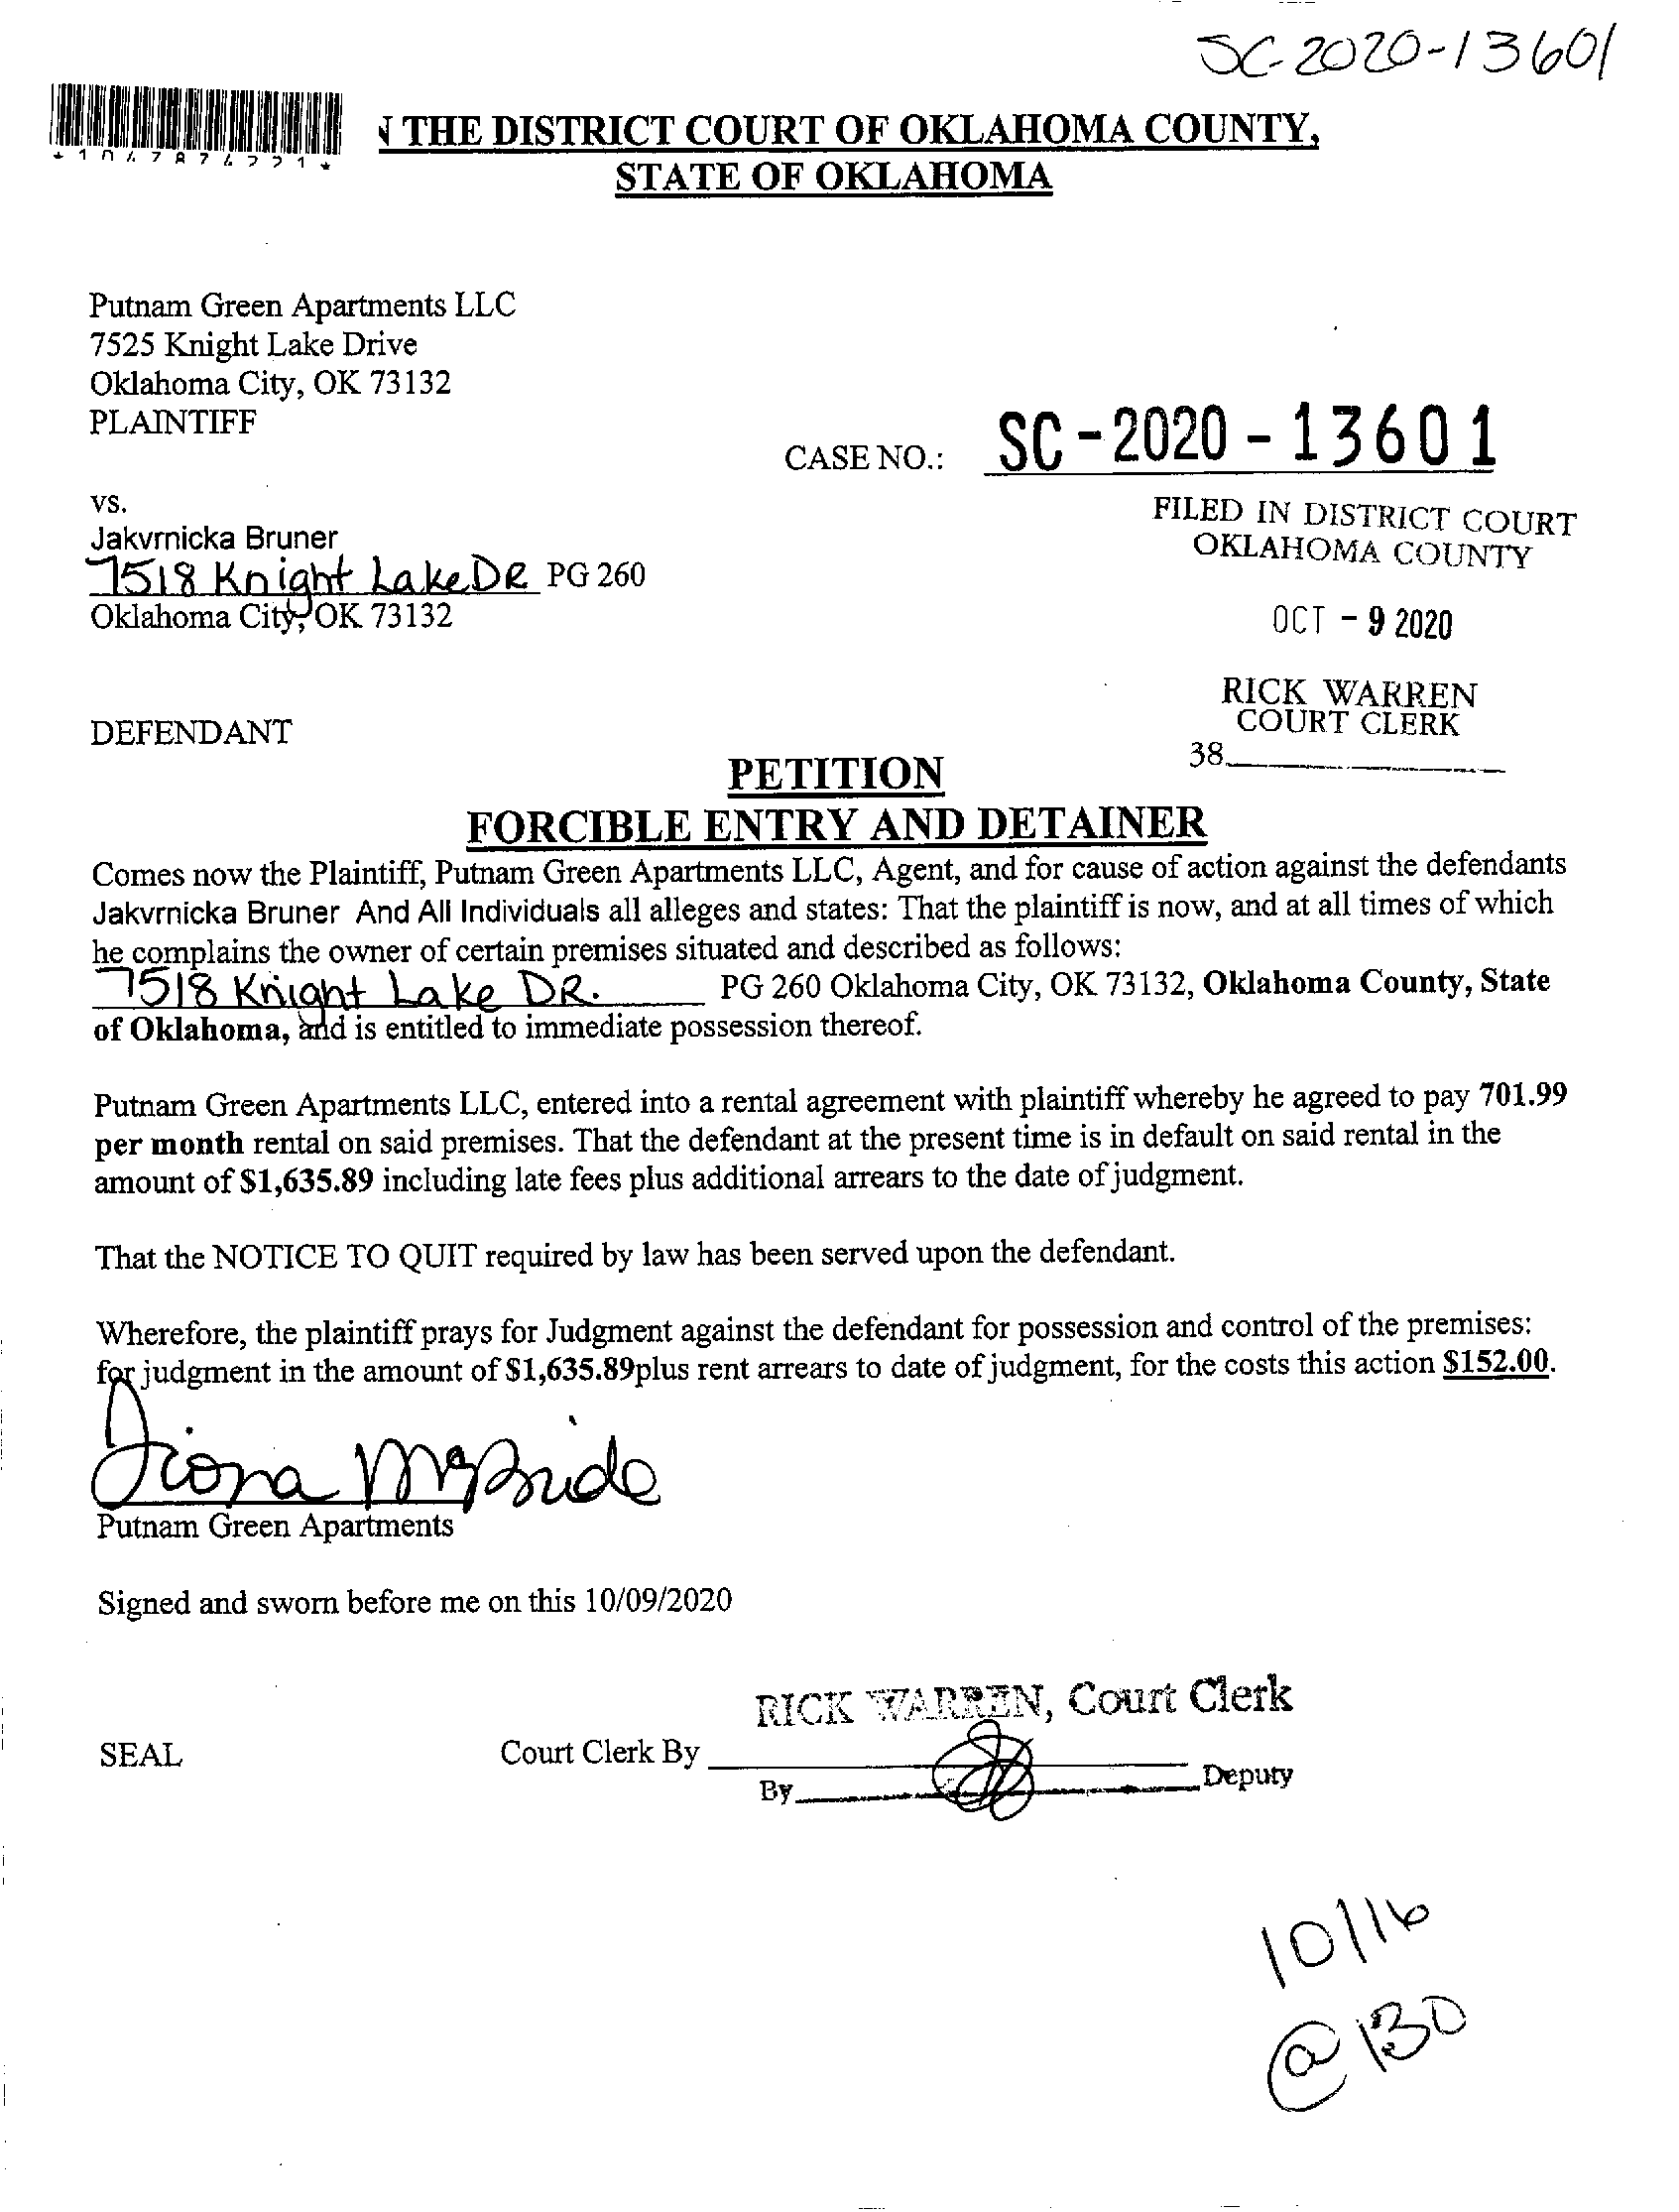 SC-2020-13601
THE DISTRICT COURT OF OKLAHOMA COUNTY,
STATE OF OKLAHOMA
Putnam Green Apartments LLC
7525 Knight Lake Drive
Oklahoma City, OK 73132
PLAINTIFF
CASE NO.: SC-2020-13601
vs.
Jakvrnicka Bruner
7518 Knight Lake DR PG 260
Oklahoma City, OK 73132
FILED IN DISTRICT COURT
OKLAHOMA COUNTY
OCT - 9 2020
RICK WARREN
COURT CLERK
38
DEFENDANT
PETITION
FORCIBLE ENTRY AND DETAINER
Comes now the Plaintiff, Putnam Green Apartments LLC, Agent, and for cause of action against the defendants
Jakvrnicka Bruner And All Individuals all alleges and states: That the plaintiff is now, and at all times of which
he complains the owner of certain premises situated and described as follows:
7518 Knight Lake DR. PG 260 Oklahoma City, OK 73132, Oklahoma County, State
of Oklahoma, and is entitled to immediate possession thereof.
Putnam Green Apartments LLC, entered into a rental agreement with plaintiff whereby he agreed to pay 701.99
per month rental on said premises. That the defendant at the present time is in default on said rental in the
amount of $1,635.89 including late fees plus additional arrears to the date of judgment.
That the NOTICE TO QUIT required by law has been served upon the defendant.
Wherefore, the plaintiff prays for Judgment against the defendant for possession and control of the premises:
for judgment in the amount of $1,635.89plus rent arrears to date of judgment, for the costs this action $152.00.
McBride
Putnam Green Apartments
Signed and sworn before me on this 10/09/2020
RICK WARREN, Court Clerk
SEAL Court Clerk By
By Deputy
10/16
@ 130